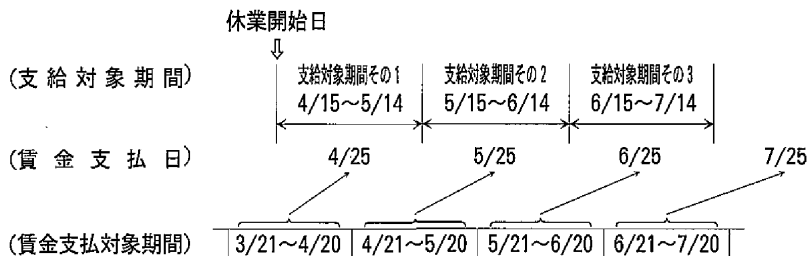 休業開始日
⇩
(支給対象期間) 支給対象期間その1 支給対象期間その2 支給対象期間その3
4/15～5/14 5/15～6/14 6/15～7/14
(賃金支払日) 4/25 5/25 6/25 7/25
(賃金支払対象期間) 3/21～4/20 4/21～5/20 5/21～6/20 6/21～7/20